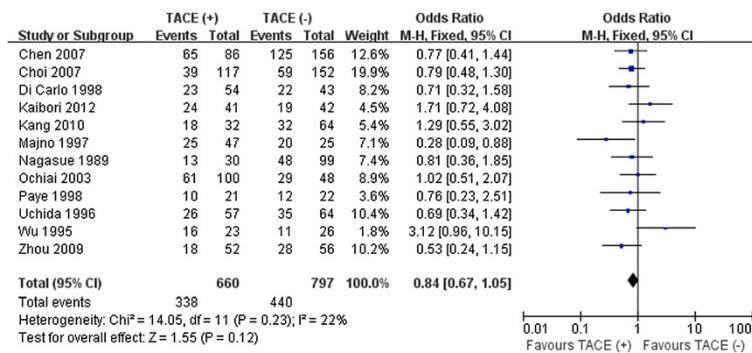 TACE (+) TACE (-) Odds Ratio Odds Ratio
Study or Subgroup Events Total Events Total Weight M-H, Fixed, 95% CI M-H, Fixed, 95% CI
Chen 2007 65 86 125 156 12.6% 0.77 [0.41, 1.44]
Choi 2007 39 117 59 152 19.9% 0.79 [0.48, 1.30]
Di Carlo 1998 23 54 22 43 8.6% 0.71 [0.32, 1.58]
Kaibori 2012 24 41 19 42 4.7% 1.71 [0.72, 4.08]
Kang 2010 18 32 32 64 5.4% 1.29 [0.55, 3.02]
Majno 1997 25 47 20 25 7.1% 0.28 [0.09, 0.88]
Nagasue 1989 13 30 48 99 7.6% 0.81 [0.36, 1.85]
Ochiai 2003 61 100 29 48 9.1% 1.02 [0.51, 2.07]
Paye 1998 10 21 12 22 3.6% 0.76 [0.23, 2.51]
Uchida 1996 26 57 35 64 10.4% 0.69 [0.34, 1.42]
Wu 1995 16 23 11 26 1.8% 3.12 [0.96, 10.15]
Zhou 2009 18 52 28 56 10.2% 0.53 [0.24, 1.15]
Total (95% CI) 660 797 100.0% 0.84 [0.67, 1.05]
Total events 338 440
Heterogeneity: Chi² = 14.05, df = 11 (P = 0.23); I² = 22%
Test for overall effect: Z = 1.55 (P = 0.12)
0.01 0.1 1 10 100
Favours TACE (+) Favours TACE (-)